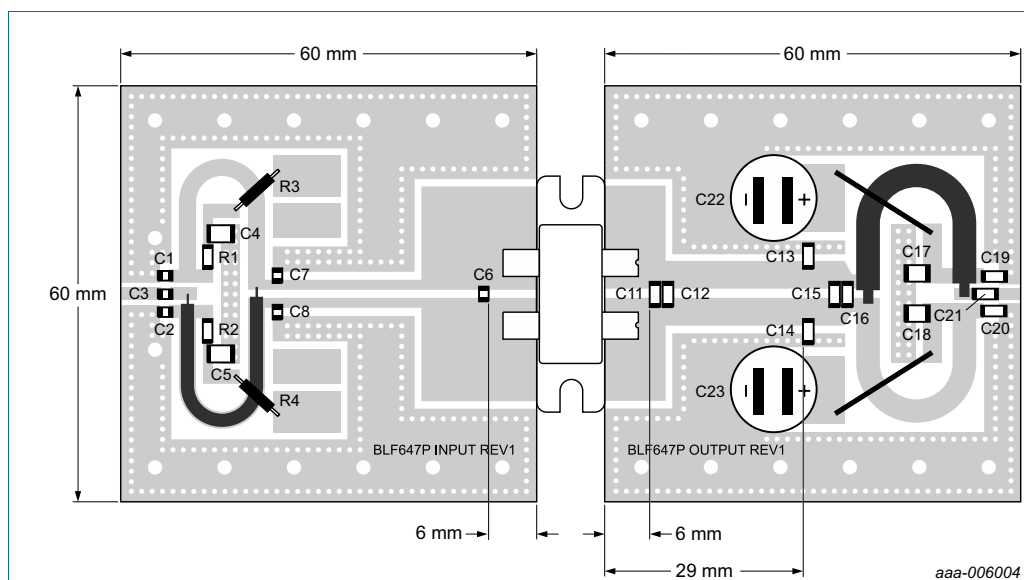 60 mm
60 mm
60 mm
R3
C4
R1
C1
C3
C2
R2
C5
R4
C7
C8
C6
BLF647P INPUT REV1
C22
C13
C11
C12
C15
C16
C14
C23
C17
C18
C19
C21
C20
BLF647P OUTPUT REV1
6 mm
6 mm
29 mm
aaa-006004